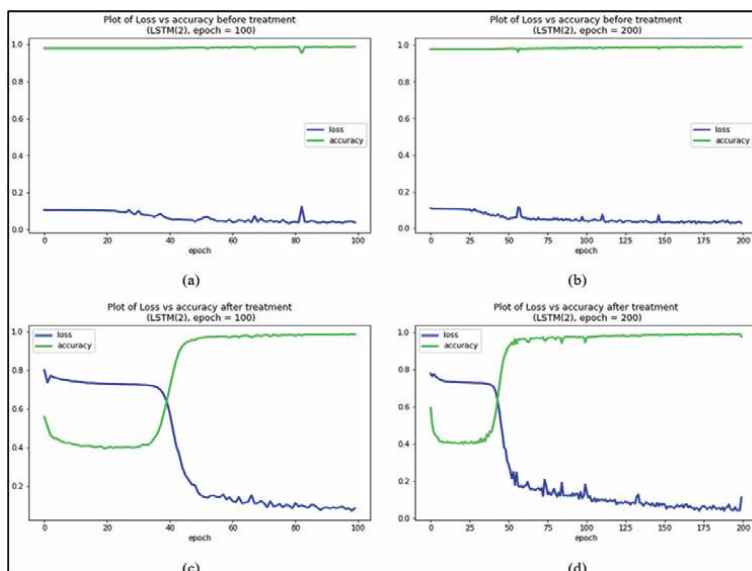 Plot of Loss vs accuracy before treatment
(LSTM(2), epoch = 100)
1.0
0.8
0.6
0.4
0.2
0.0
loss
accuracy
0
20
40
60
80
100
epoch
(a)
Plot of Loss vs accuracy before treatment
(LSTM(2), epoch = 200)
1.0
0.8
0.6
0.4
0.2
0.0
loss
accuracy
0
25
50
75
100
125
150
175
200
epoch
(b)
Plot of Loss vs accuracy after treatment
(LSTM(2), epoch = 100)
1.0
0.8
0.6
0.4
0.2
loss
accuracy
0
20
40
60
80
100
epoch
(c)
Plot of Loss vs accuracy after treatment
(LSTM(2), epoch = 200)
1.0
0.8
0.6
0.4
0.2
0.0
loss
accuracy
0
25
50
75
100
125
150
175
200
epoch
(d)